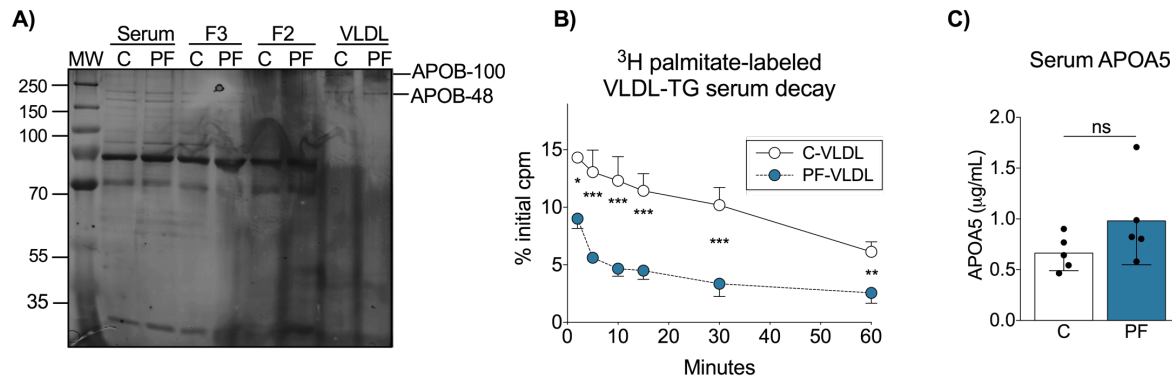 A)
Serum F3 F2 VLDL
MW C PF C PF C PF C PF
APOB-100
APOB-48
250
150
100
70
55
35
B)
³H palmitate-labeled
VLDL-TG serum decay
C-VLDL
PF-VLDL
% initial cpm
15
10
5
0
* *** *** *** *** **
0 10 20 30 40 50 60
Minutes
C)
Serum APOA5
ns
APOA5 (μg/mL)
2.0
1.5
1.0
0.5
0.0
C PF